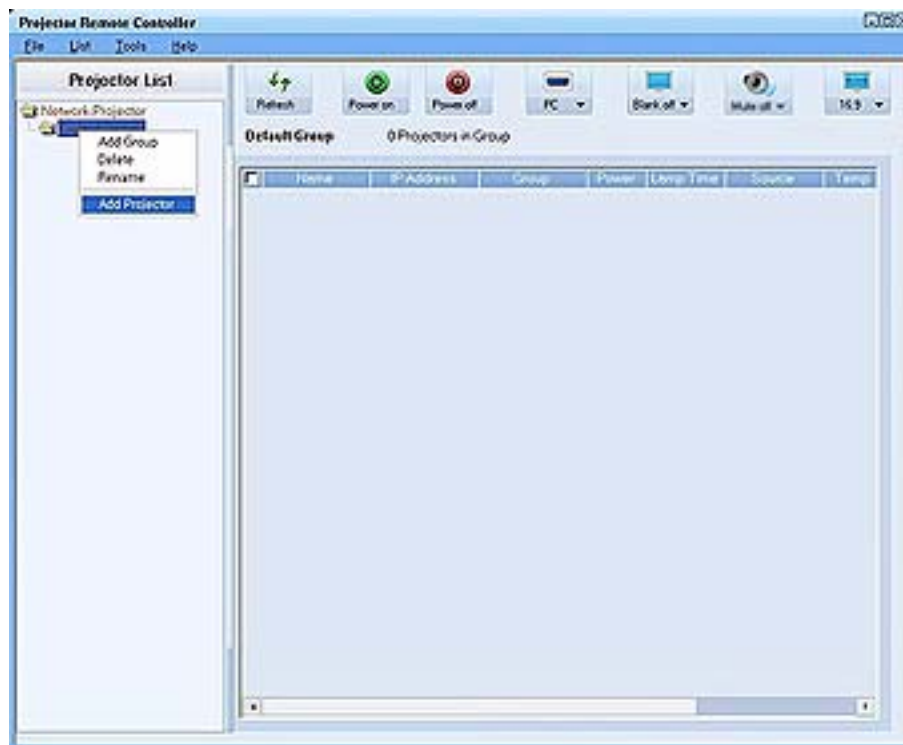 Projector Remote Controller
File List Tools Help
Projector List
Network Projector
Add Group
Delete
Rename
Add Projector
Refresh Power on Power off PC Blank off Mute off 16:9
Default Group 0 Projectors in Group
Name IP Address Group Power Lamp Time Source Temp